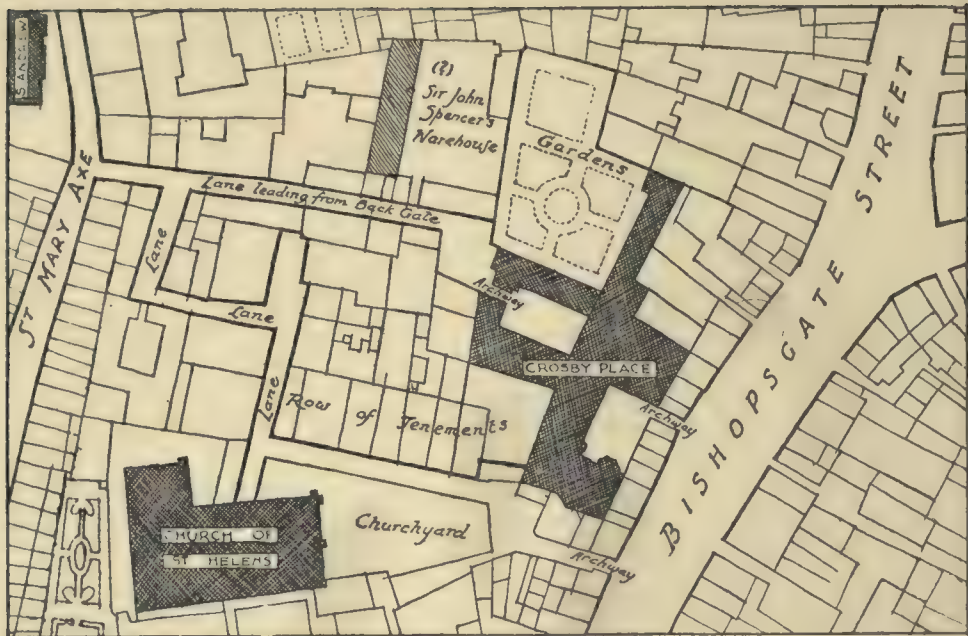 S. ANDREW
(?)
Sir John
Spencer's
Warehouse
Gardens
BISHOPSGATE STREET
ST MARY AXE
Lane leading from Back Gate
Lane
Lane
Lane
Archway
CROSBY PLACE
Archway
Row of Tenements
Churchyard
CHURCH OF
ST HELENS
Archway